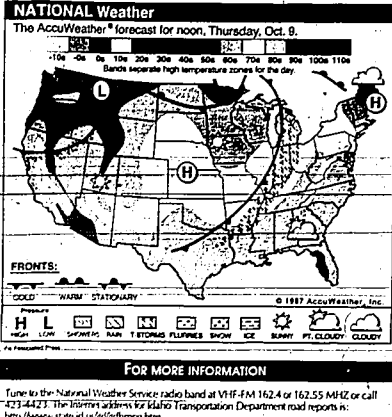 NATIONAL Weather
The AccuWeather® forecast for noon, Thursday, Oct. 9.
-10s -0s 0s 10s 20s 30s 40s 50s 60s 70s 80s 90s 100s 110s
Bands separate high temperature zones for the day.
L
H
H
FRONTS:
COLD WARM STATIONARY
© 1997 AccuWeather, Inc.
Pressure
H L
HIGH LOW SHOWERS RAIN T-STORMS FLURRIES SNOW ICE SUNNY PT. CLOUDY CLOUDY
Via Associated Press
FOR MORE INFORMATION
Tune to the National Weather Service radio band at VHF-FM 162.4 or 162.55 MHZ or call
423-4423. The Internet address for Idaho Transportation Department road reports is: